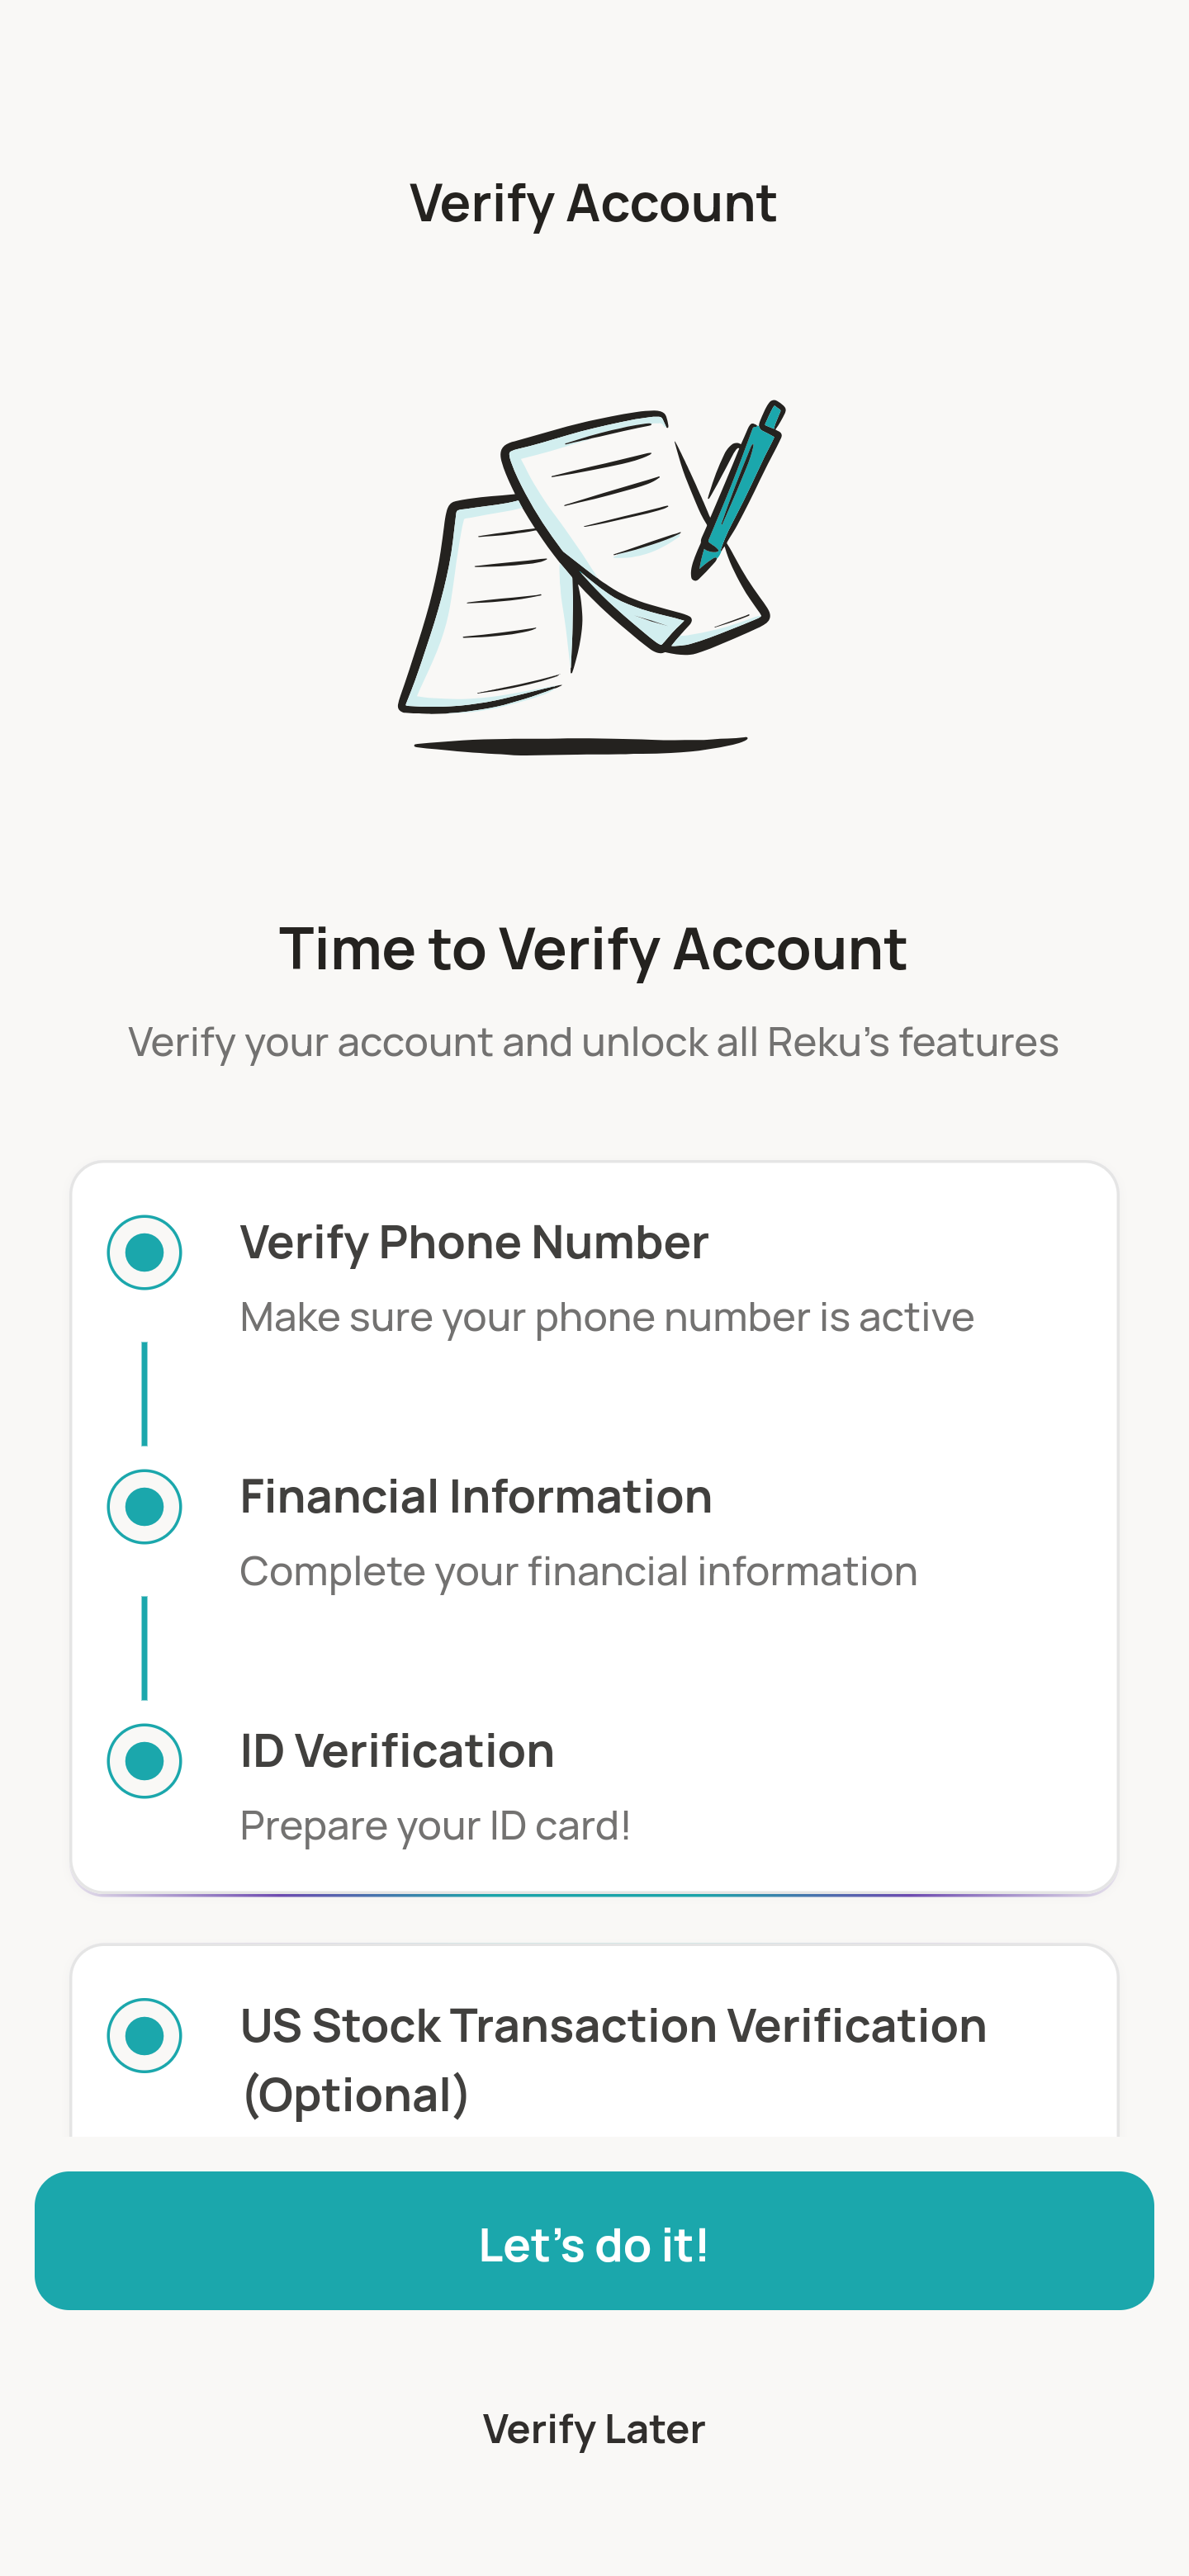 Verify Account
Time to Verify Account
Verify your account and unlock all Reku’s features
Verify Phone Number
Make sure your phone number is active
Financial Information
Complete your financial information
ID Verification
Prepare your ID card!
US Stock Transaction Verification
(Optional)
Let’s do it!
Verify Later